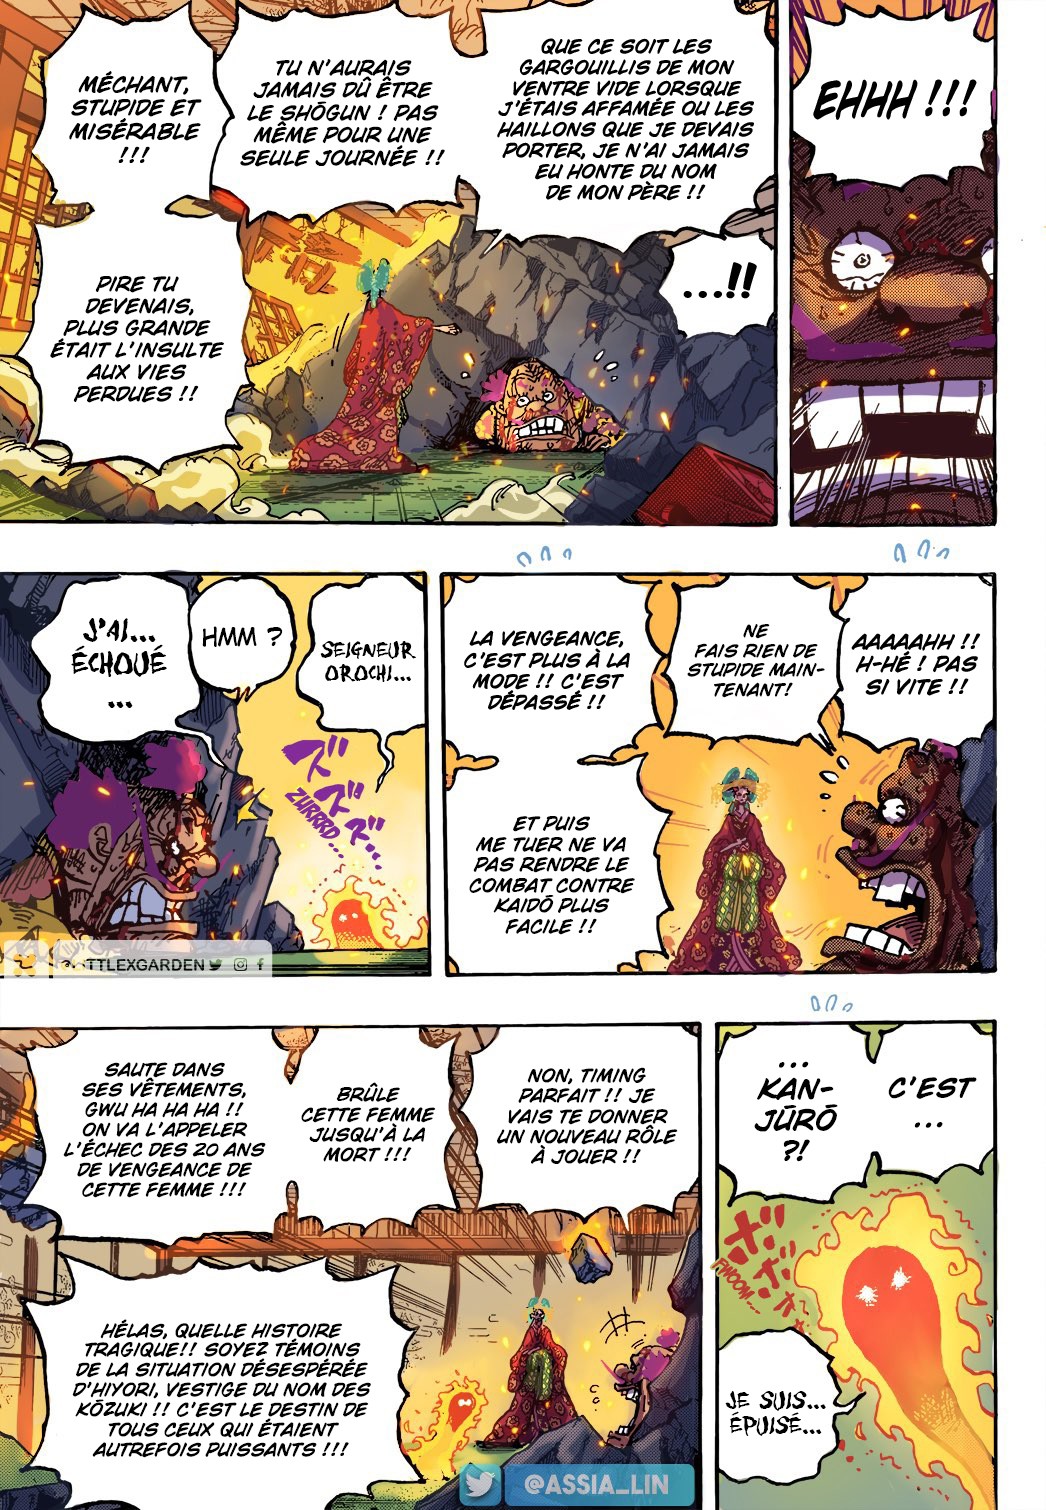 EHHH !!!
QUE CE SOIT LES
GARGOUILLIS DE MON
VENTRE VIDE LORSQUE
J'ÉTAIS AFFAMÉE OU LES
HAILLONS QUE JE DEVAIS
PORTER, JE N'AI JAMAIS
EU HONTE DU NOM
DE MON PÈRE !!
...!!
TU N'AURAIS
JAMAIS DÛ ÊTRE
LE SHŌGUN ! PAS
MÊME POUR UNE
SEULE JOURNÉE !!
MÉCHANT,
STUPIDE ET
MISÉRABLE
!!!
PIRE TU
DEVENAIS,
PLUS GRANDE
ÉTAIT L'INSULTE
AUX VIES
PERDUES !!
AAAAAHH !!
H-HÉ ! PAS
SI VITE !!
NE
FAIS RIEN DE
STUPIDE MAIN-
TENANT!
LA VENGEANCE,
C'EST PLUS À LA
MODE !! C'EST
DÉPASSÉ !!
ET PUIS
ME TUER NE VA
PAS RENDRE LE
COMBAT CONTRE
KAIDŌ PLUS
FACILE !!
SEIGNEUR
OROCHI...
HMM ?
J'AI...
ÉCHOUÉ
...
ズズズ...
ZURRRD...
TTLEXGARDEN
C'EST
...
...
KAN-
JŪRŌ
?!
ボボボ...
FWOOM...
JE SUIS...
ÉPUISÉ...
NON, TIMING
PARFAIT !! JE
VAIS TE DONNER
UN NOUVEAU RÔLE
À JOUER !!
BRÛLE
CETTE FEMME
JUSQU'À LA
MORT !!!
SAUTE DANS
SES VÊTEMENTS,
GWU HA HA HA !!
ON VA L'APPELER
L'ÉCHEC DES 20 ANS
DE VENGEANCE DE
CETTE FEMME !!!
HÉLAS, QUELLE HISTOIRE
TRAGIQUE!! SOYEZ TÉMOINS
DE LA SITUATION DÉSESPÉRÉE
D'HIYORI, VESTIGE DU NOM DES
KŌZUKI !! C'EST LE DESTIN DE
TOUS CEUX QUI ÉTAIENT
AUTREFOIS PUISSANTS !!!
@ASSIA_LIN